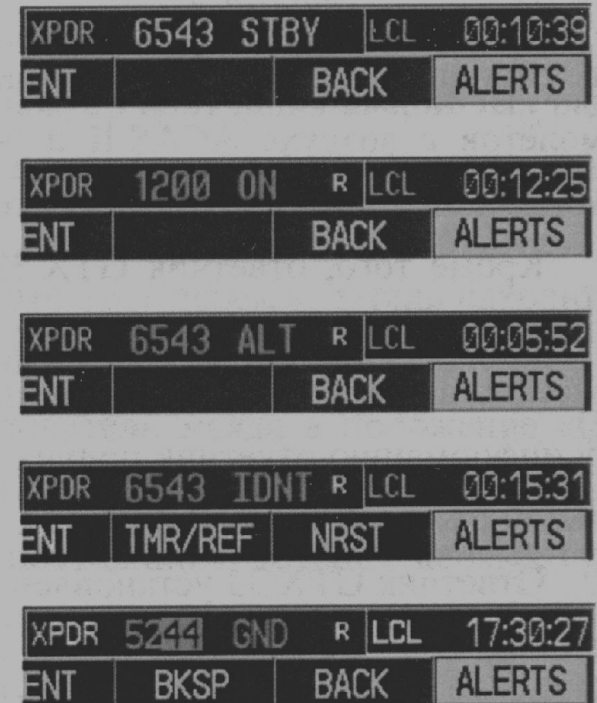 XPDR 6543 STBY LCL 00:10:39
ENT BACK ALERTS
XPDR 1200 ON R LCL 00:12:25
ENT BACK ALERTS
XPDR 6543 ALT R LCL 00:05:52
ENT BACK ALERTS
XPDR 6543 IDNT R LCL 00:15:31
ENT TMR/REF NRST ALERTS
XPDR 5244 GND R LCL 17:30:27
ENT BKSP BACK ALERTS